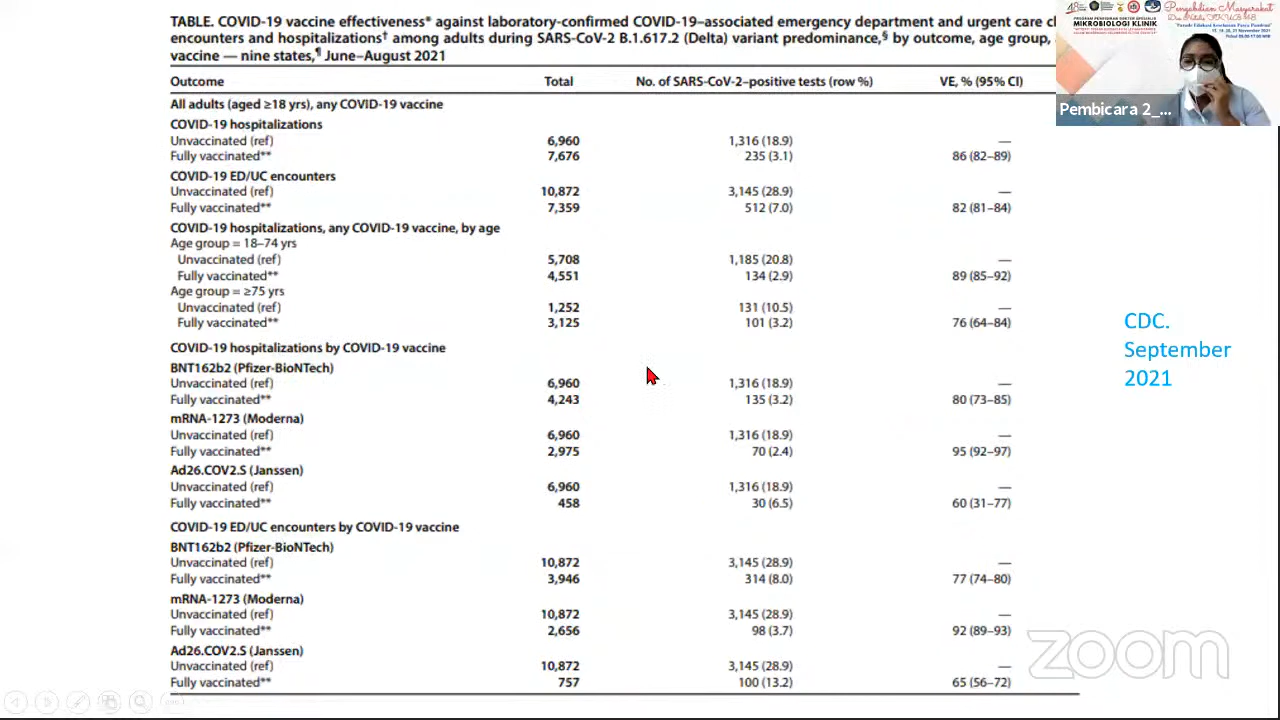 TABLE. COVID-19 vaccine effectiveness* against laboratory-confirmed COVID-19–associated emergency department and urgent care
encounters and hospitalizations† among adults during SARS-CoV-2 B.1.617.2 (Delta) variant predominance,§ by outcome, age group,
vaccine — nine states,¶ June–August 2021
Outcome Total No. of SARS-CoV-2–positive tests (row %) VE, % (95% CI)
All adults (aged ≥18 yrs), any COVID-19 vaccine
COVID-19 hospitalizations
Unvaccinated (ref) 6,960 1,316 (18.9) —
Fully vaccinated** 7,676 235 (3.1) 86 (82–89)
COVID-19 ED/UC encounters
Unvaccinated (ref) 10,872 3,145 (28.9) —
Fully vaccinated** 7,359 512 (7.0) 82 (81–84)
COVID-19 hospitalizations, any COVID-19 vaccine, by age
Age group = 18–74 yrs
Unvaccinated (ref) 5,708 1,185 (20.8) —
Fully vaccinated** 4,551 134 (2.9) 89 (85–92)
Age group = ≥75 yrs
Unvaccinated (ref) 1,252 131 (10.5) —
Fully vaccinated** 3,125 101 (3.2) 76 (64–84)
COVID-19 hospitalizations by COVID-19 vaccine
BNT162b2 (Pfizer-BioNTech)
Unvaccinated (ref) 6,960 1,316 (18.9) —
Fully vaccinated** 4,243 135 (3.2) 80 (73–85)
mRNA-1273 (Moderna)
Unvaccinated (ref) 6,960 1,316 (18.9) —
Fully vaccinated** 2,975 70 (2.4) 95 (92–97)
Ad26.COV2.S (Janssen)
Unvaccinated (ref) 6,960 1,316 (18.9) —
Fully vaccinated** 458 30 (6.5) 60 (31–77)
COVID-19 ED/UC encounters by COVID-19 vaccine
BNT162b2 (Pfizer-BioNTech)
Unvaccinated (ref) 10,872 3,145 (28.9) —
Fully vaccinated** 3,946 314 (8.0) 77 (74–80)
mRNA-1273 (Moderna)
Unvaccinated (ref) 10,872 3,145 (28.9) —
Fully vaccinated** 2,656 98 (3.7) 92 (89–93)
Ad26.COV2.S (Janssen)
Unvaccinated (ref) 10,872 3,145 (28.9) —
Fully vaccinated** 757 100 (13.2) 65 (56–72)
CDC.
September
2021
MIKROBIOLOGI KLINIK
Pengabdian Masyarakat
Pembicara 2_...
zoom